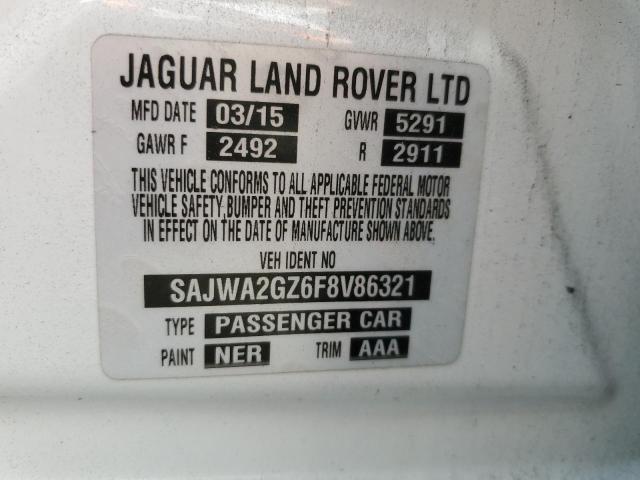 JAGUAR LAND ROVER LTD
MFD DATE 03/15 GVWR 5291
GAWR F 2492 R 2911
THIS VEHICLE CONFORMS TO ALL APPLICABLE FEDERAL MOTOR
VEHICLE SAFETY, BUMPER AND THEFT PREVENTION STANDARDS
IN EFFECT ON THE DATE OF MANUFACTURE SHOWN ABOVE.
VEH IDENT NO
SAJWA2GZ6F8V86321
TYPE PASSENGER CAR
PAINT NER TRIM AAA